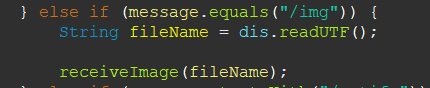 } else if (message.equals("/img")) {
String fileName = dis.readUTF();
receiveImage(fileName);